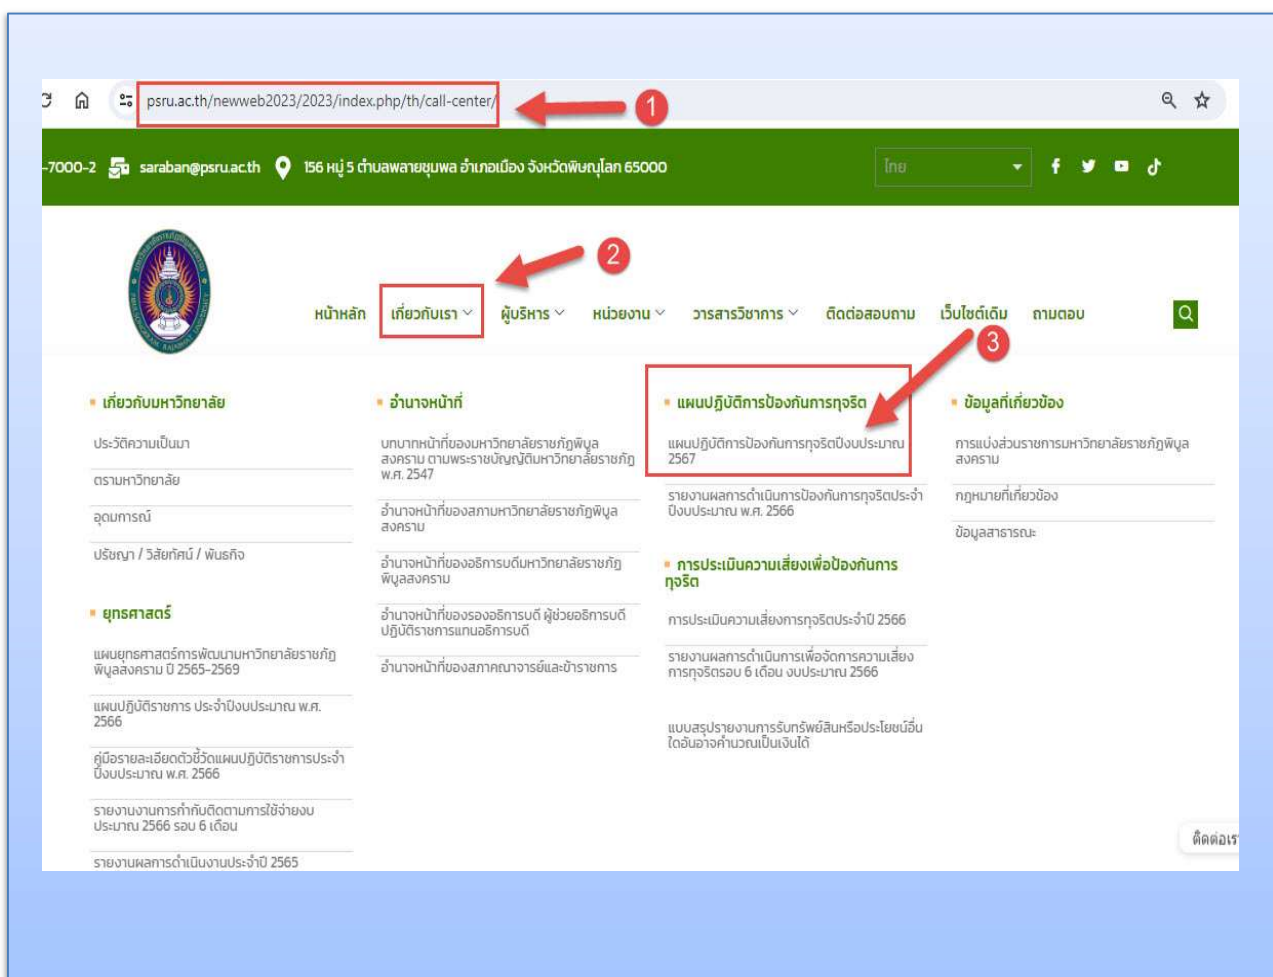 psru.ac.th/newweb2023/2023/index.php/th/call-center/
1
-7000-2 saraban@psru.ac.th 156 หมู่ 5 ตำบลพลายชุมพล อำเภอเมือง จังหวัดพิษณุโลก 65000 ไทย
2
หน้าหลัก เกี่ยวกับเรา ผู้บริหาร หน่วยงาน วารสารวิชาการ ติดต่อสอบถาม เว็บไซต์เดิม ถามตอบ
3
เกี่ยวกับมหาวิทยาลัย
ประวัติความเป็นมา
ตรามหาวิทยาลัย
อุดมการณ์
ปรัชญา / วิสัยทัศน์ / พันธกิจ
ยุทธศาสตร์
แผนยุทธศาสตร์การพัฒนามหาวิทยาลัยราชภัฏ
พิบูลสงคราม ปี 2565-2569
แผนปฏิบัติราชการ ประจำปีงบประมาณ พ.ศ.
2566
คู่มือรายละเอียดตัวชี้วัดแผนปฏิบัติราชการประจำ
ปีงบประมาณ พ.ศ. 2566
รายงานงานการกำกับติดตามการใช้จ่ายงบ
ประมาณ 2566 รอบ 6 เดือน
รายงานผลการดำเนินงานประจำปี 2565
อำนาจหน้าที่
บทบาทหน้าที่ของมหาวิทยาลัยราชภัฏพิบูล
สงคราม ตามพระราชบัญญัติมหาวิทยาลัยราชภัฏ
พ.ศ. 2547
อำนาจหน้าที่ของสภามหาวิทยาลัยราชภัฏพิบูล
สงคราม
อำนาจหน้าที่ของอธิการบดีมหาวิทยาลัยราชภัฏ
พิบูลสงคราม
อำนาจหน้าที่ของรองอธิการบดี ผู้ช่วยอธิการบดี
ปฏิบัติราชการแทนอธิการบดี
อำนาจหน้าที่ของสภาคณาจารย์และข้าราชการ
แผนปฏิบัติการป้องกันการทุจริต
แผนปฏิบัติการป้องกันการทุจริตปีงบประมาณ
2567
รายงานผลการดำเนินการป้องกันการทุจริตประจำ
ปีงบประมาณ พ.ศ. 2566
การประเมินความเสี่ยงเพื่อป้องกันการ
ทุจริต
การประเมินความเสี่ยงการทุจริตประจำปี 2566
รายงานผลการดำเนินการเพื่อจัดการความเสี่ยง
การทุจริตรอบ 6 เดือน งบประมาณ 2566
แบบสรุปรายงานการรับทรัพย์สินหรือประโยชน์อื่น
ใดอันอาจคำนวณเป็นเงินได้
ข้อมูลที่เกี่ยวข้อง
การแบ่งส่วนราชการมหาวิทยาลัยราชภัฏพิบูล
สงคราม
กฎหมายที่เกี่ยวข้อง
ข้อมูลสาธารณะ
ติดต่อเรา